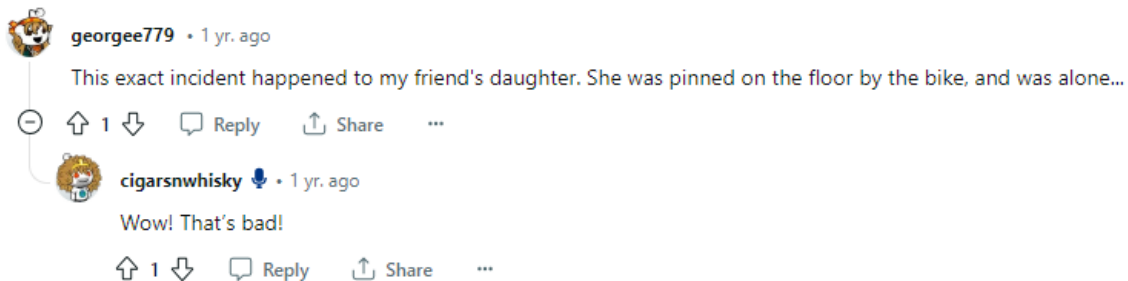 georgee779 • 1 yr. ago
This exact incident happened to my friend's daughter. She was pinned on the floor by the bike, and was alone...
1 Reply Share ...
cigarsnwhisky • 1 yr. ago
Wow! That's bad!
1 Reply Share ...